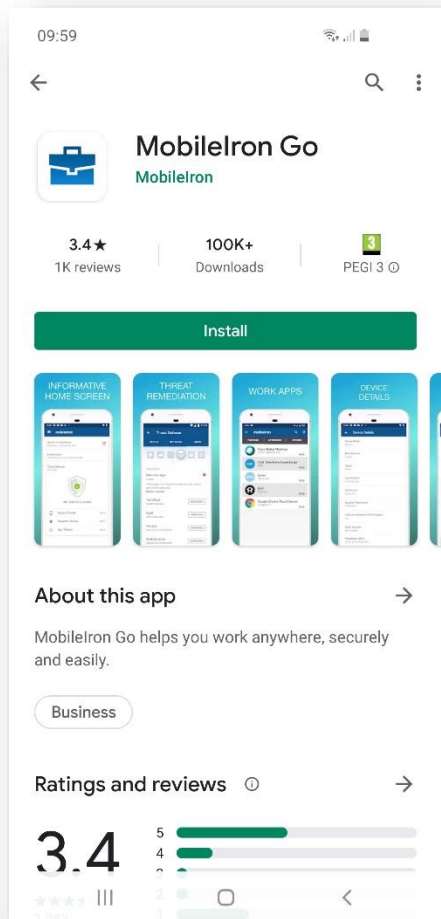 09:59
MobileIron Go
MobileIron
3.4★
1K reviews
100K+
Downloads
3
PEGI 3
Install
INFORMATIVE
HOME SCREEN
THREAT
REMEDIATION
WORK APPS
DEVICE
DETAILS
About this app
MobileIron Go helps you work anywhere, securely
and easily.
Business
Ratings and reviews
3.4
5
4
2
1